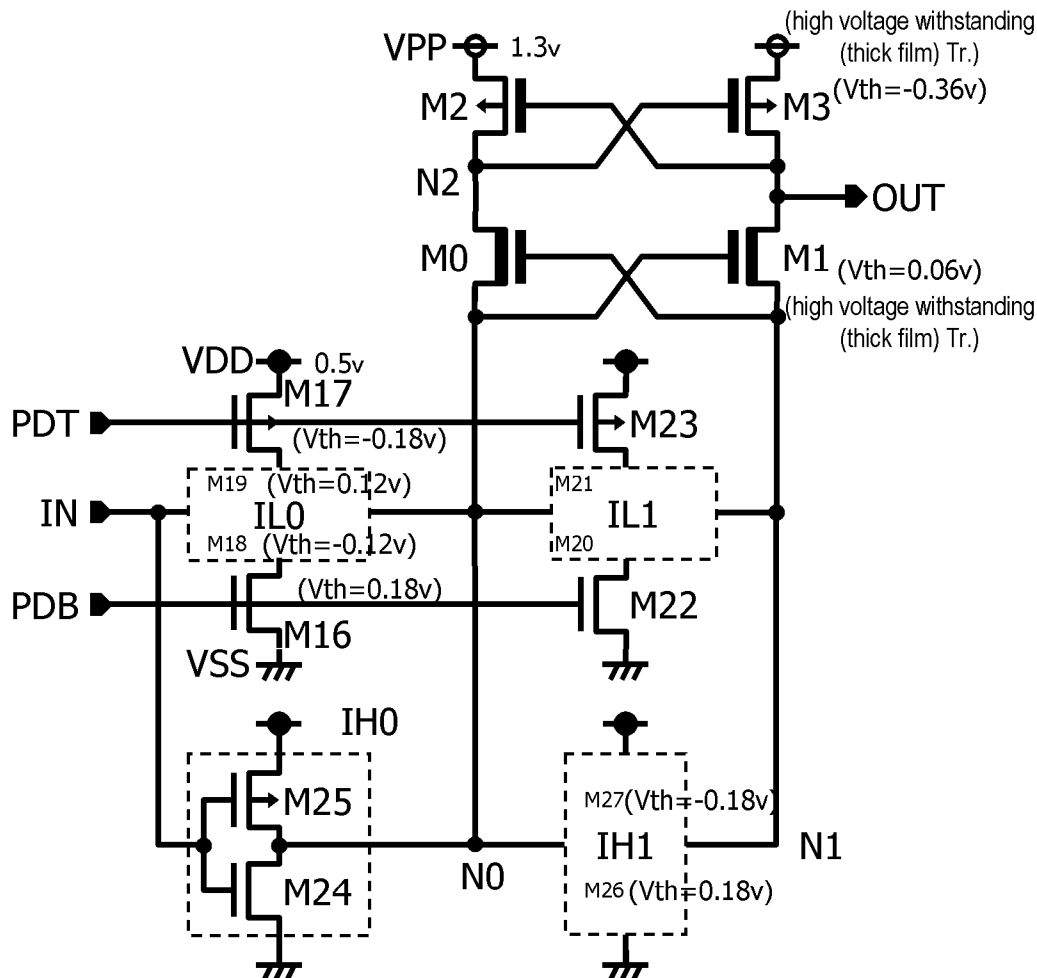 (high voltage withstanding
(thick film) Tr.)
VPP 1.3v
M2
M3 (Vth=-0.36v)
N2
OUT
M0
M1 (Vth=0.06v)
(high voltage withstanding
(thick film) Tr.)
VDD 0.5v
M17
PDT
M23
(Vth=-0.18v)
M19 (Vth=0.12v)
M21
IN
IL0
IL1
M18 (Vth=-0.12v)
M20
(Vth=0.18v)
PDB
M22
M16
VSS
IH0
M25
M27(Vth=-0.18v)
IH1
N1
N0
M24
M26(Vth=0.18v)